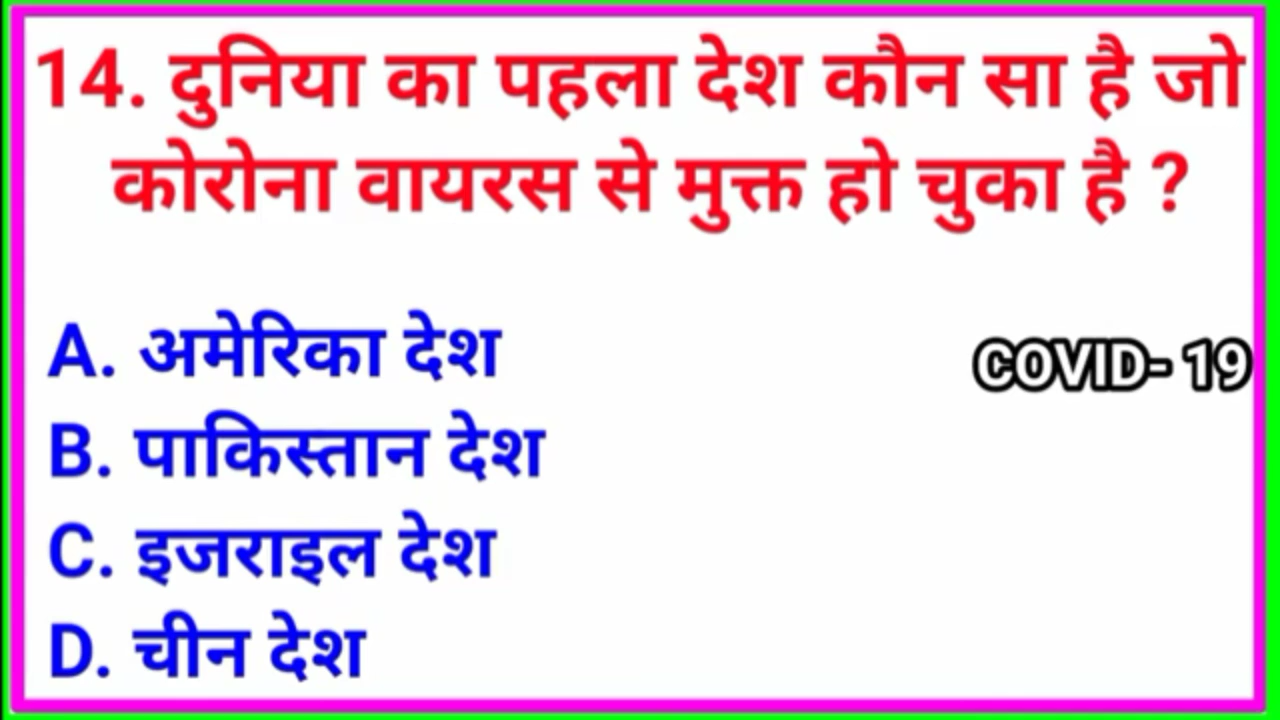 14. दुनिया का पहला देश कौन सा है जो
कोरोना वायरस से मुक्त हो चुका है ?
A. अमेरिका देश
COVID- 19
B. पाकिस्तान देश
C. इजराइल देश
D. चीन देश